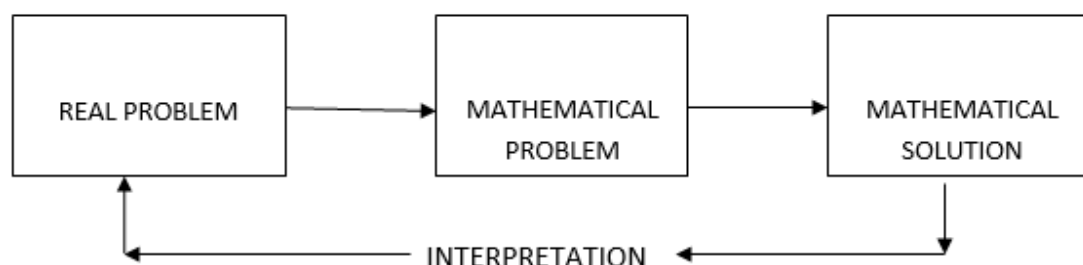 REAL PROBLEM
MATHEMATICAL
PROBLEM
MATHEMATICAL
SOLUTION
INTERPRETATION